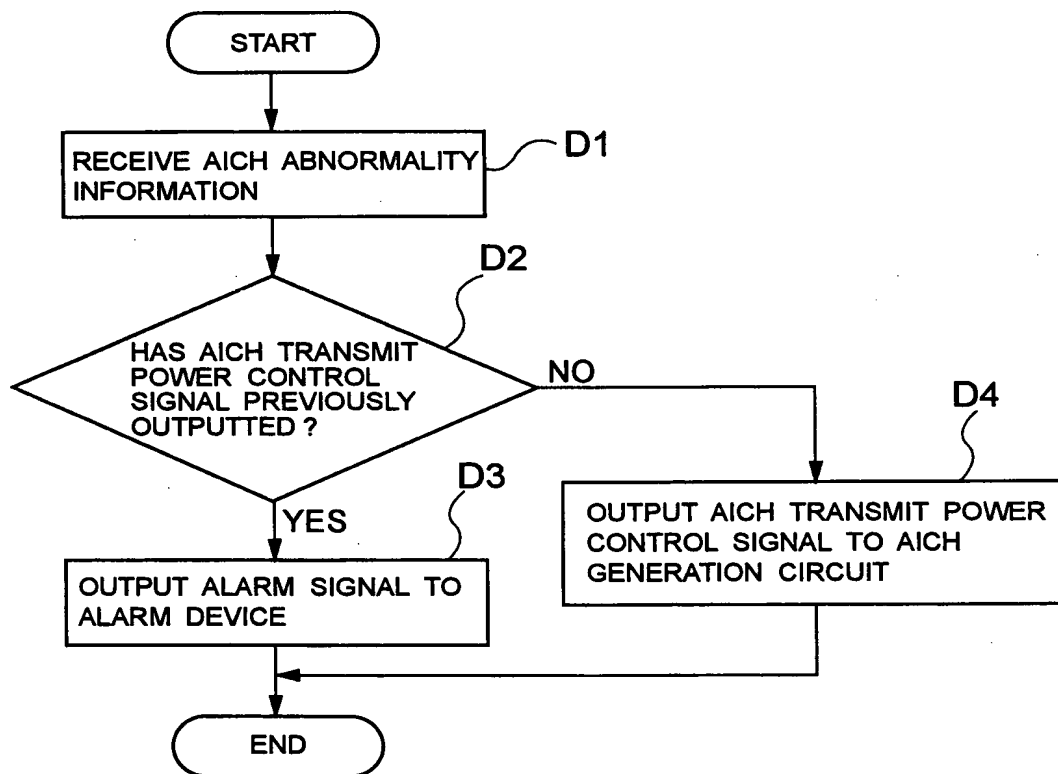 START
RECEIVE AICH ABNORMALITY
INFORMATION
D1
D2
HAS AICH TRANSMIT
POWER CONTROL
SIGNAL PREVIOUSLY
OUTPUTTED ?
NO
YES
D3
OUTPUT ALARM SIGNAL TO
ALARM DEVICE
D4
OUTPUT AICH TRANSMIT POWER
CONTROL SIGNAL TO AICH
GENERATION CIRCUIT
END